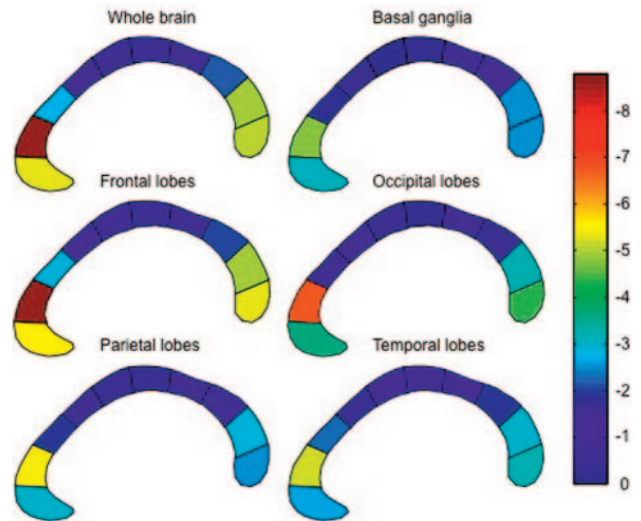 Whole brain
Basal ganglia
Frontal lobes
Occipital lobes
Parietal lobes
Temporal lobes
-8
-7
-6
-5
-4
-3
-2
-1
0